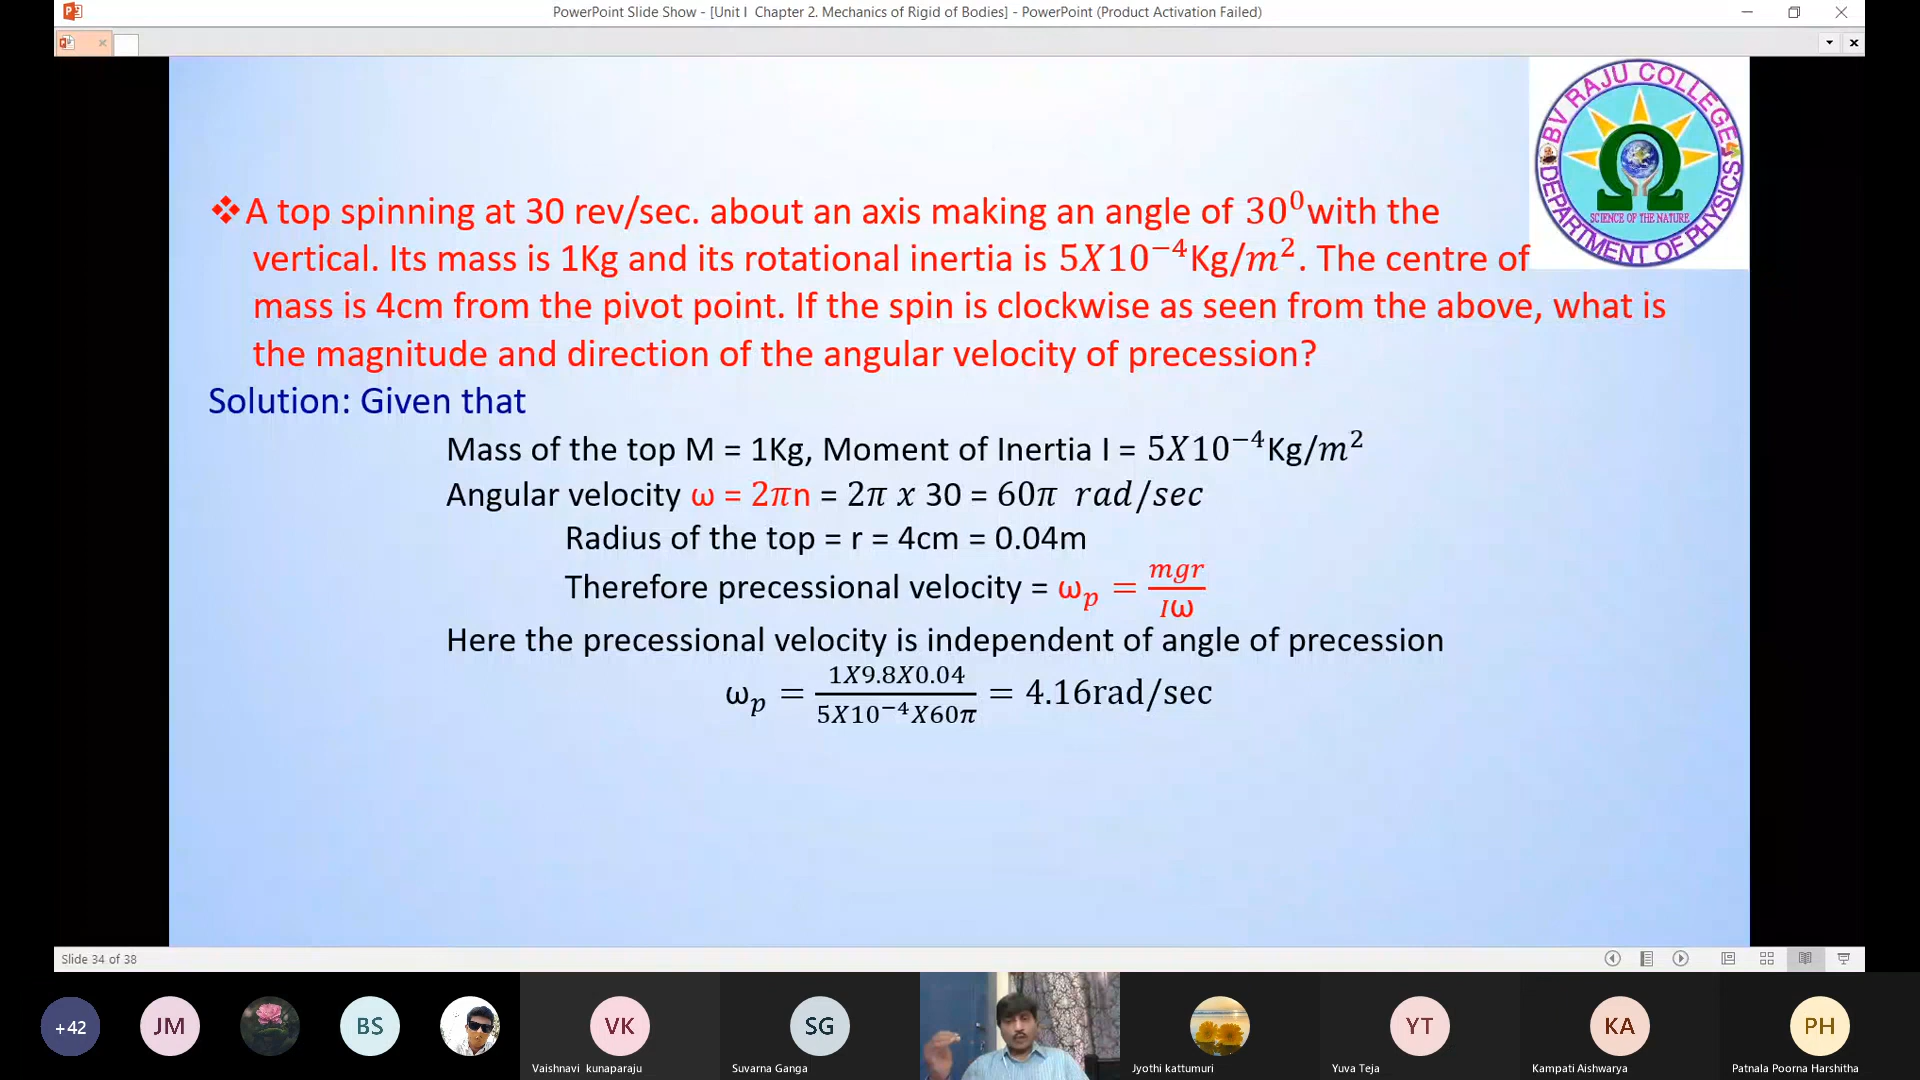 PowerPoint Slide Show - [Unit I  Chapter 2. Mechanics of Rigid of Bodies] - PowerPoint (Product Activation Failed)
BV RAJU COLLEGE
SCIENCE OF THE NATURE
DEPARTMENT OF PHYSICS
❖A top spinning at 30 rev/sec. about an axis making an angle of 30⁰with the
vertical. Its mass is 1Kg and its rotational inertia is 5X10⁻⁴Kg/m². The centre of
mass is 4cm from the pivot point. If the spin is clockwise as seen from the above, what is
the magnitude and direction of the angular velocity of precession?
Solution: Given that
Mass of the top M = 1Kg, Moment of Inertia I = 5X10⁻⁴Kg/m²
Angular velocity ω = 2πn = 2π x 30 = 60π rad/sec
Radius of the top = r = 4cm = 0.04m
Therefore precessional velocity = ωₚ = mgr/Iω
Here the precessional velocity is independent of angle of precession
ωₚ = 1X9.8X0.04/5X10⁻⁴X60π = 4.16rad/sec
Slide 34 of 38
+42
JM
BS
VK
SG
YT
KA
PH
Vaishnavi kunaparaju
Suvarna Ganga
Jyothi kattumuri
Yuva Teja
Kampati Aishwarya
Patnala Poorna Harshitha